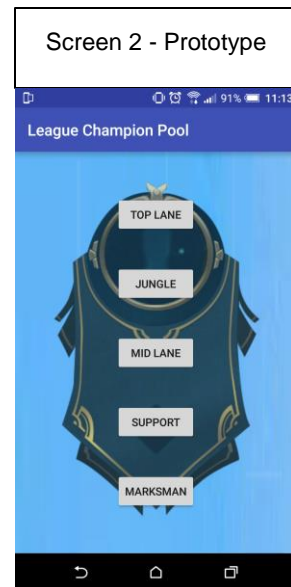 Screen 2 - Prototype
91% 11:13
League Champion Pool
TOP LANE
JUNGLE
MID LANE
SUPPORT
MARKSMAN